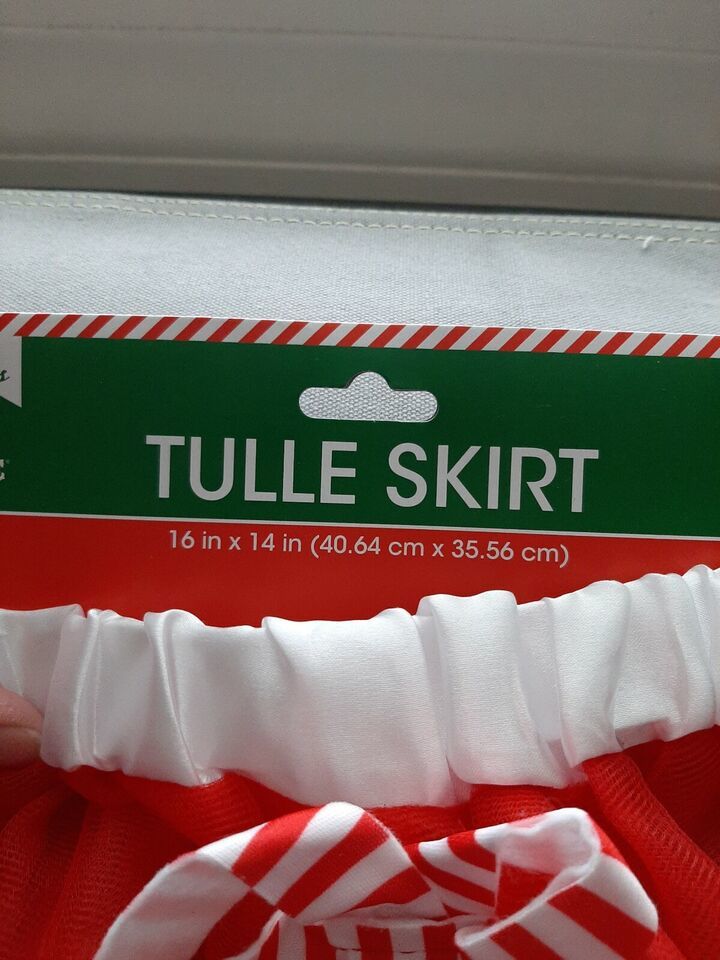 TULLE SKIRT
16 in x 14 in (40.64 cm x 35.56 cm)